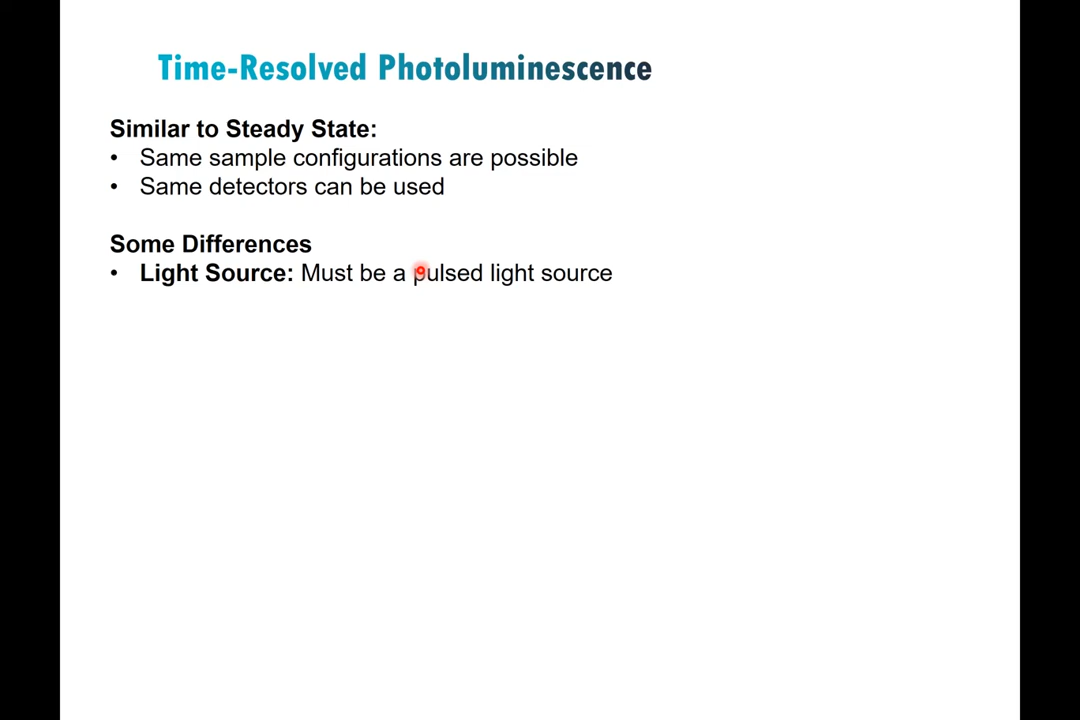 Time-Resolved Photoluminescence
Similar to Steady State:
• Same sample configurations are possible
• Same detectors can be used
Some Differences
• Light Source: Must be a pulsed light source